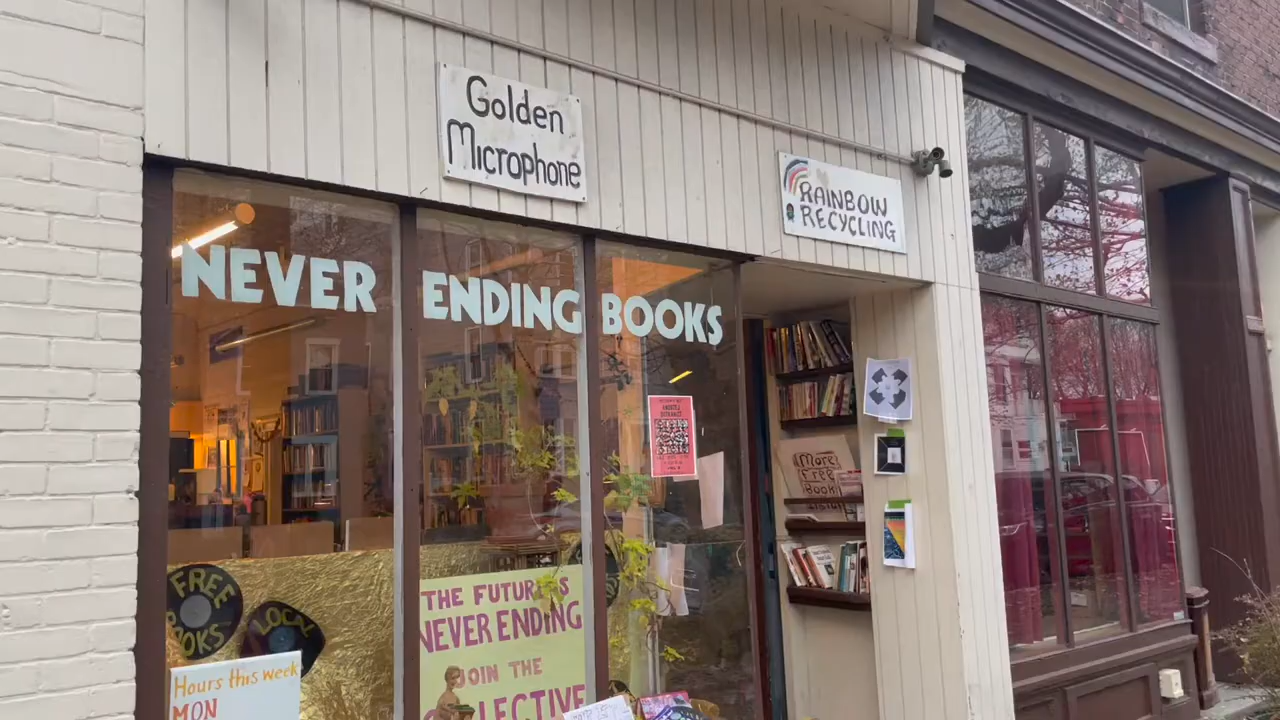 Golden
Microphone
RAINBOW
RECYCLING
NEVER ENDING BOOKS
More
Free
Book
FREE
BOOKS
LOCAL
THE FUTURE IS
NEVER ENDING
JOIN THE
COLLECTIVE
Hours this week
MON